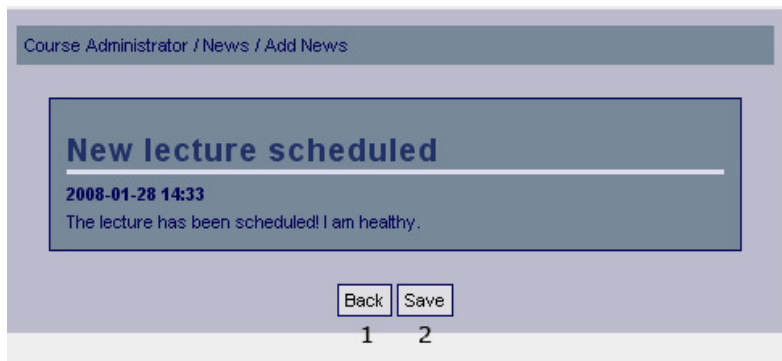 Course Administrator / News / Add News
New lecture scheduled
2008-01-28 14:33
The lecture has been scheduled! I am healthy.
Back Save
1 2